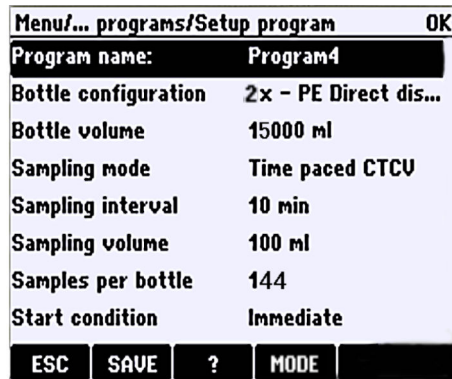 Menu/... programs/Setup program OK
Program name: Program4
Bottle configuration 2x - PE Direct dis...
Bottle volume 15000 ml
Sampling mode Time paced CTCV
Sampling interval 10 min
Sampling volume 100 ml
Samples per bottle 144
Start condition Immediate
ESC SAVE ? MODE